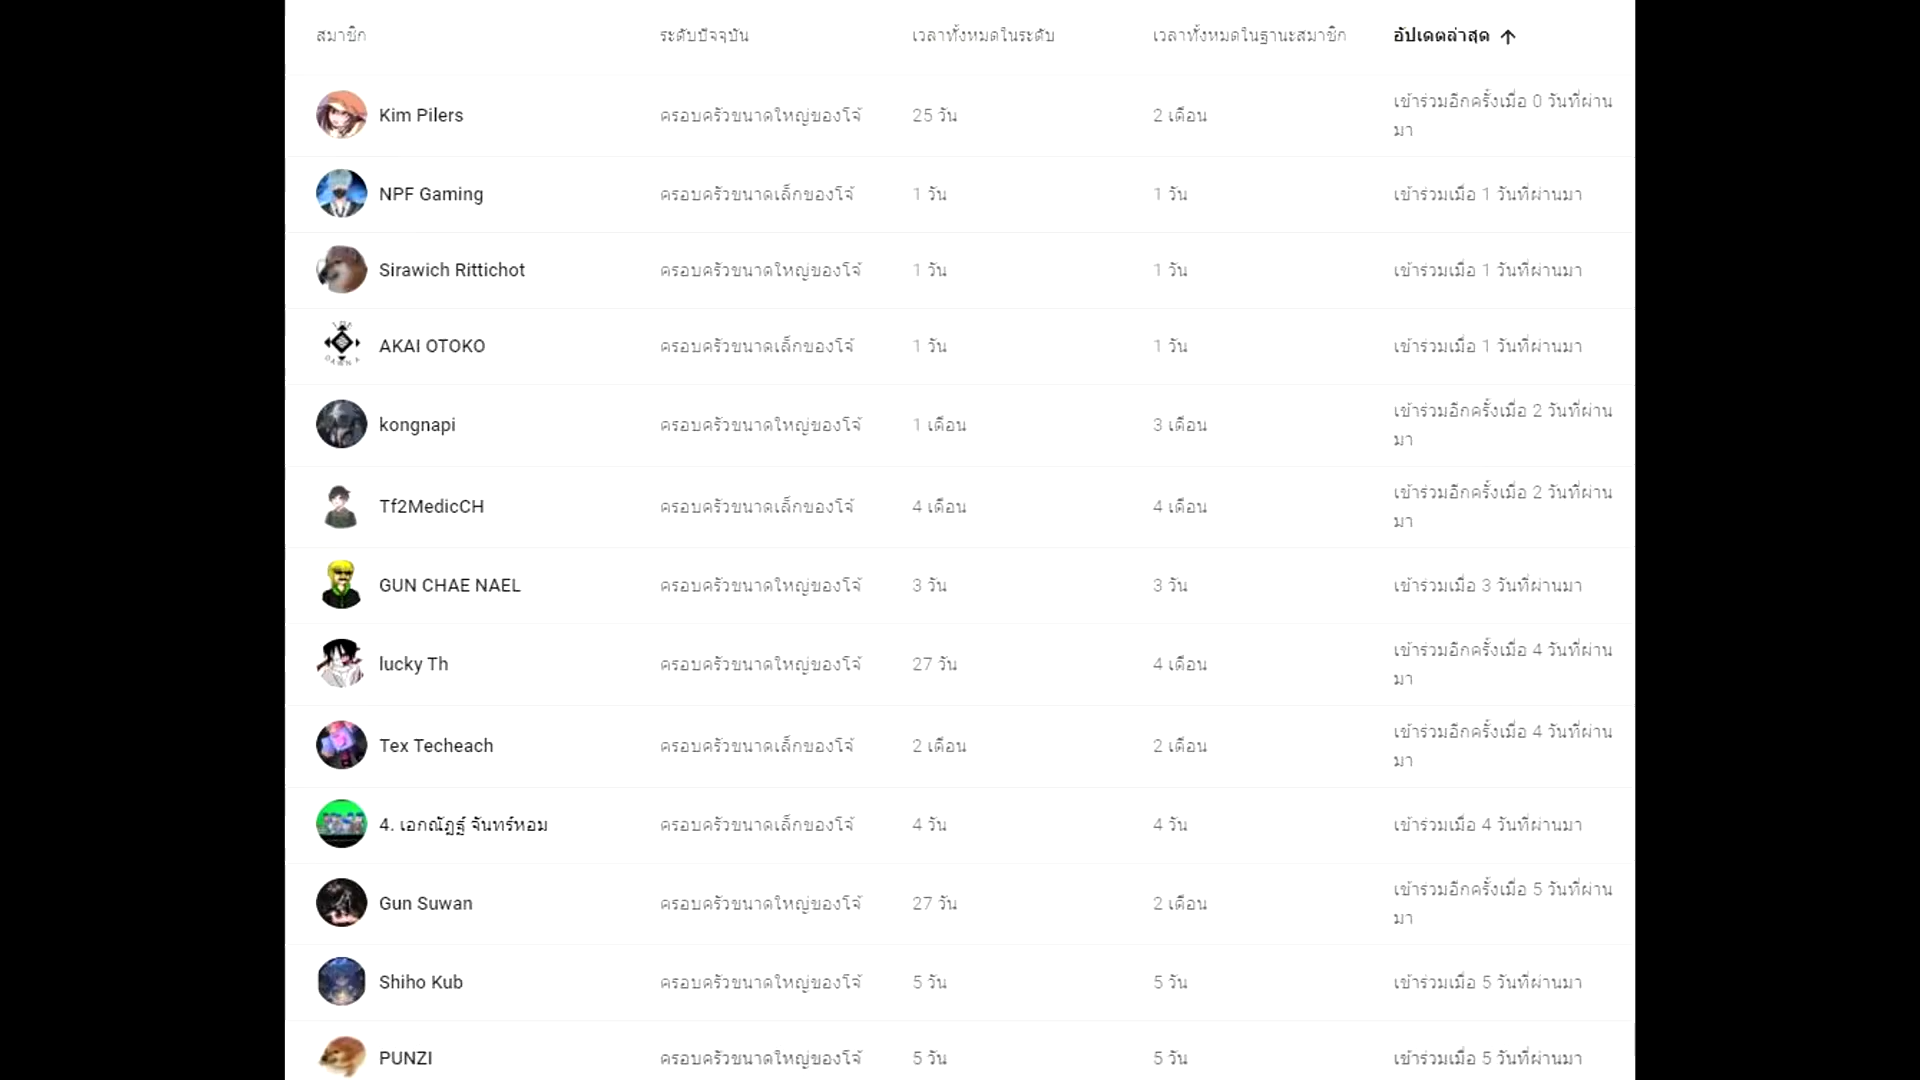 สมาชิก ระดับปัจจุบัน เวลาทั้งหมดในระดับ เวลาทั้งหมดในฐานะสมาชิก อัปเดตล่าสุด
Kim Pilers ครอบครัวขนาดใหญ่ของโจ้ 25 วัน 2 เดือน เข้าร่วมอีกครั้งเมื่อ 0 วันที่ผ่าน
มา
NPF Gaming ครอบครัวขนาดเล็กของโจ้ 1 วัน 1 วัน เข้าร่วมเมื่อ 1 วันที่ผ่านมา
Sirawich Rittichot ครอบครัวขนาดใหญ่ของโจ้ 1 วัน 1 วัน เข้าร่วมเมื่อ 1 วันที่ผ่านมา
AKAI OTOKO ครอบครัวขนาดเล็กของโจ้ 1 วัน 1 วัน เข้าร่วมเมื่อ 1 วันที่ผ่านมา
kongnapi ครอบครัวขนาดใหญ่ของโจ้ 1 เดือน 3 เดือน เข้าร่วมอีกครั้งเมื่อ 2 วันที่ผ่าน
มา
Tf2MedicCH ครอบครัวขนาดเล็กของโจ้ 4 เดือน 4 เดือน เข้าร่วมอีกครั้งเมื่อ 2 วันที่ผ่าน
มา
GUN CHAE NAEL ครอบครัวขนาดใหญ่ของโจ้ 3 วัน 3 วัน เข้าร่วมเมื่อ 3 วันที่ผ่านมา
lucky Th ครอบครัวขนาดใหญ่ของโจ้ 27 วัน 4 เดือน เข้าร่วมอีกครั้งเมื่อ 4 วันที่ผ่าน
มา
Tex Techeach ครอบครัวขนาดเล็กของโจ้ 2 เดือน 2 เดือน เข้าร่วมอีกครั้งเมื่อ 4 วันที่ผ่าน
มา
4. เอกณัฏฐ์ จันทร์หอม ครอบครัวขนาดเล็กของโจ้ 4 วัน 4 วัน เข้าร่วมเมื่อ 4 วันที่ผ่านมา
Gun Suwan ครอบครัวขนาดใหญ่ของโจ้ 27 วัน 2 เดือน เข้าร่วมอีกครั้งเมื่อ 5 วันที่ผ่าน
มา
Shiho Kub ครอบครัวขนาดใหญ่ของโจ้ 5 วัน 5 วัน เข้าร่วมเมื่อ 5 วันที่ผ่านมา
PUNZI ครอบครัวขนาดใหญ่ของโจ้ 5 วัน 5 วัน เข้าร่วมเมื่อ 5 วันที่ผ่านมา